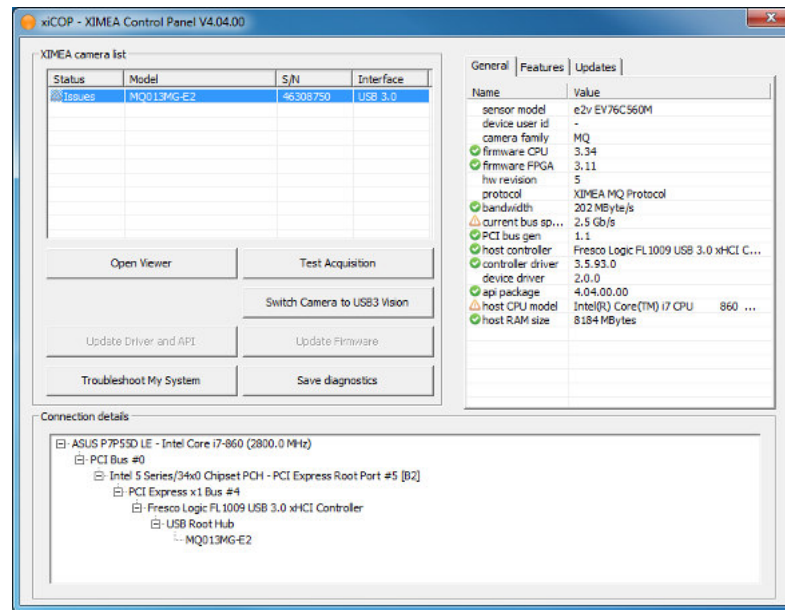 xiCOP - XIMEA Control Panel V4.04.00
XIMEA camera list
Status Model S/N Interface
Issues MQ013MG-E2 46308750 USB 3.0
Open Viewer Test Acquisition
Switch Camera to USB3 Vision
Update Driver and API Update Firmware
Troubleshoot My System Save diagnostics
General Features Updates
Name Value
sensor model e2v EV76C560M
device user id -
camera family MQ
firmware CPU 3.34
firmware FPGA 3.11
hw revision 5
protocol XIMEA MQ Protocol
bandwidth 202 MByte/s
current bus sp... 2.5 Gb/s
PCI bus gen 1.1
host controller Fresco Logic FL1009 USB 3.0 xHCI C...
controller driver 3.5.93.0
device driver 2.0.0
api package 4.04.00.00
host CPU model Intel(R) Core(TM) i7 CPU 860 ...
host RAM size 8184 MBytes
Connection details
ASUS P7P55D LE - Intel Core i7-860 (2800.0 MHz)
PCI Bus #0
Intel 5 Series/34x0 Chipset PCH - PCI Express Root Port #5 [B2]
PCI Express x1 Bus #4
Fresco Logic FL1009 USB 3.0 xHCI Controller
USB Root Hub
MQ013MG-E2